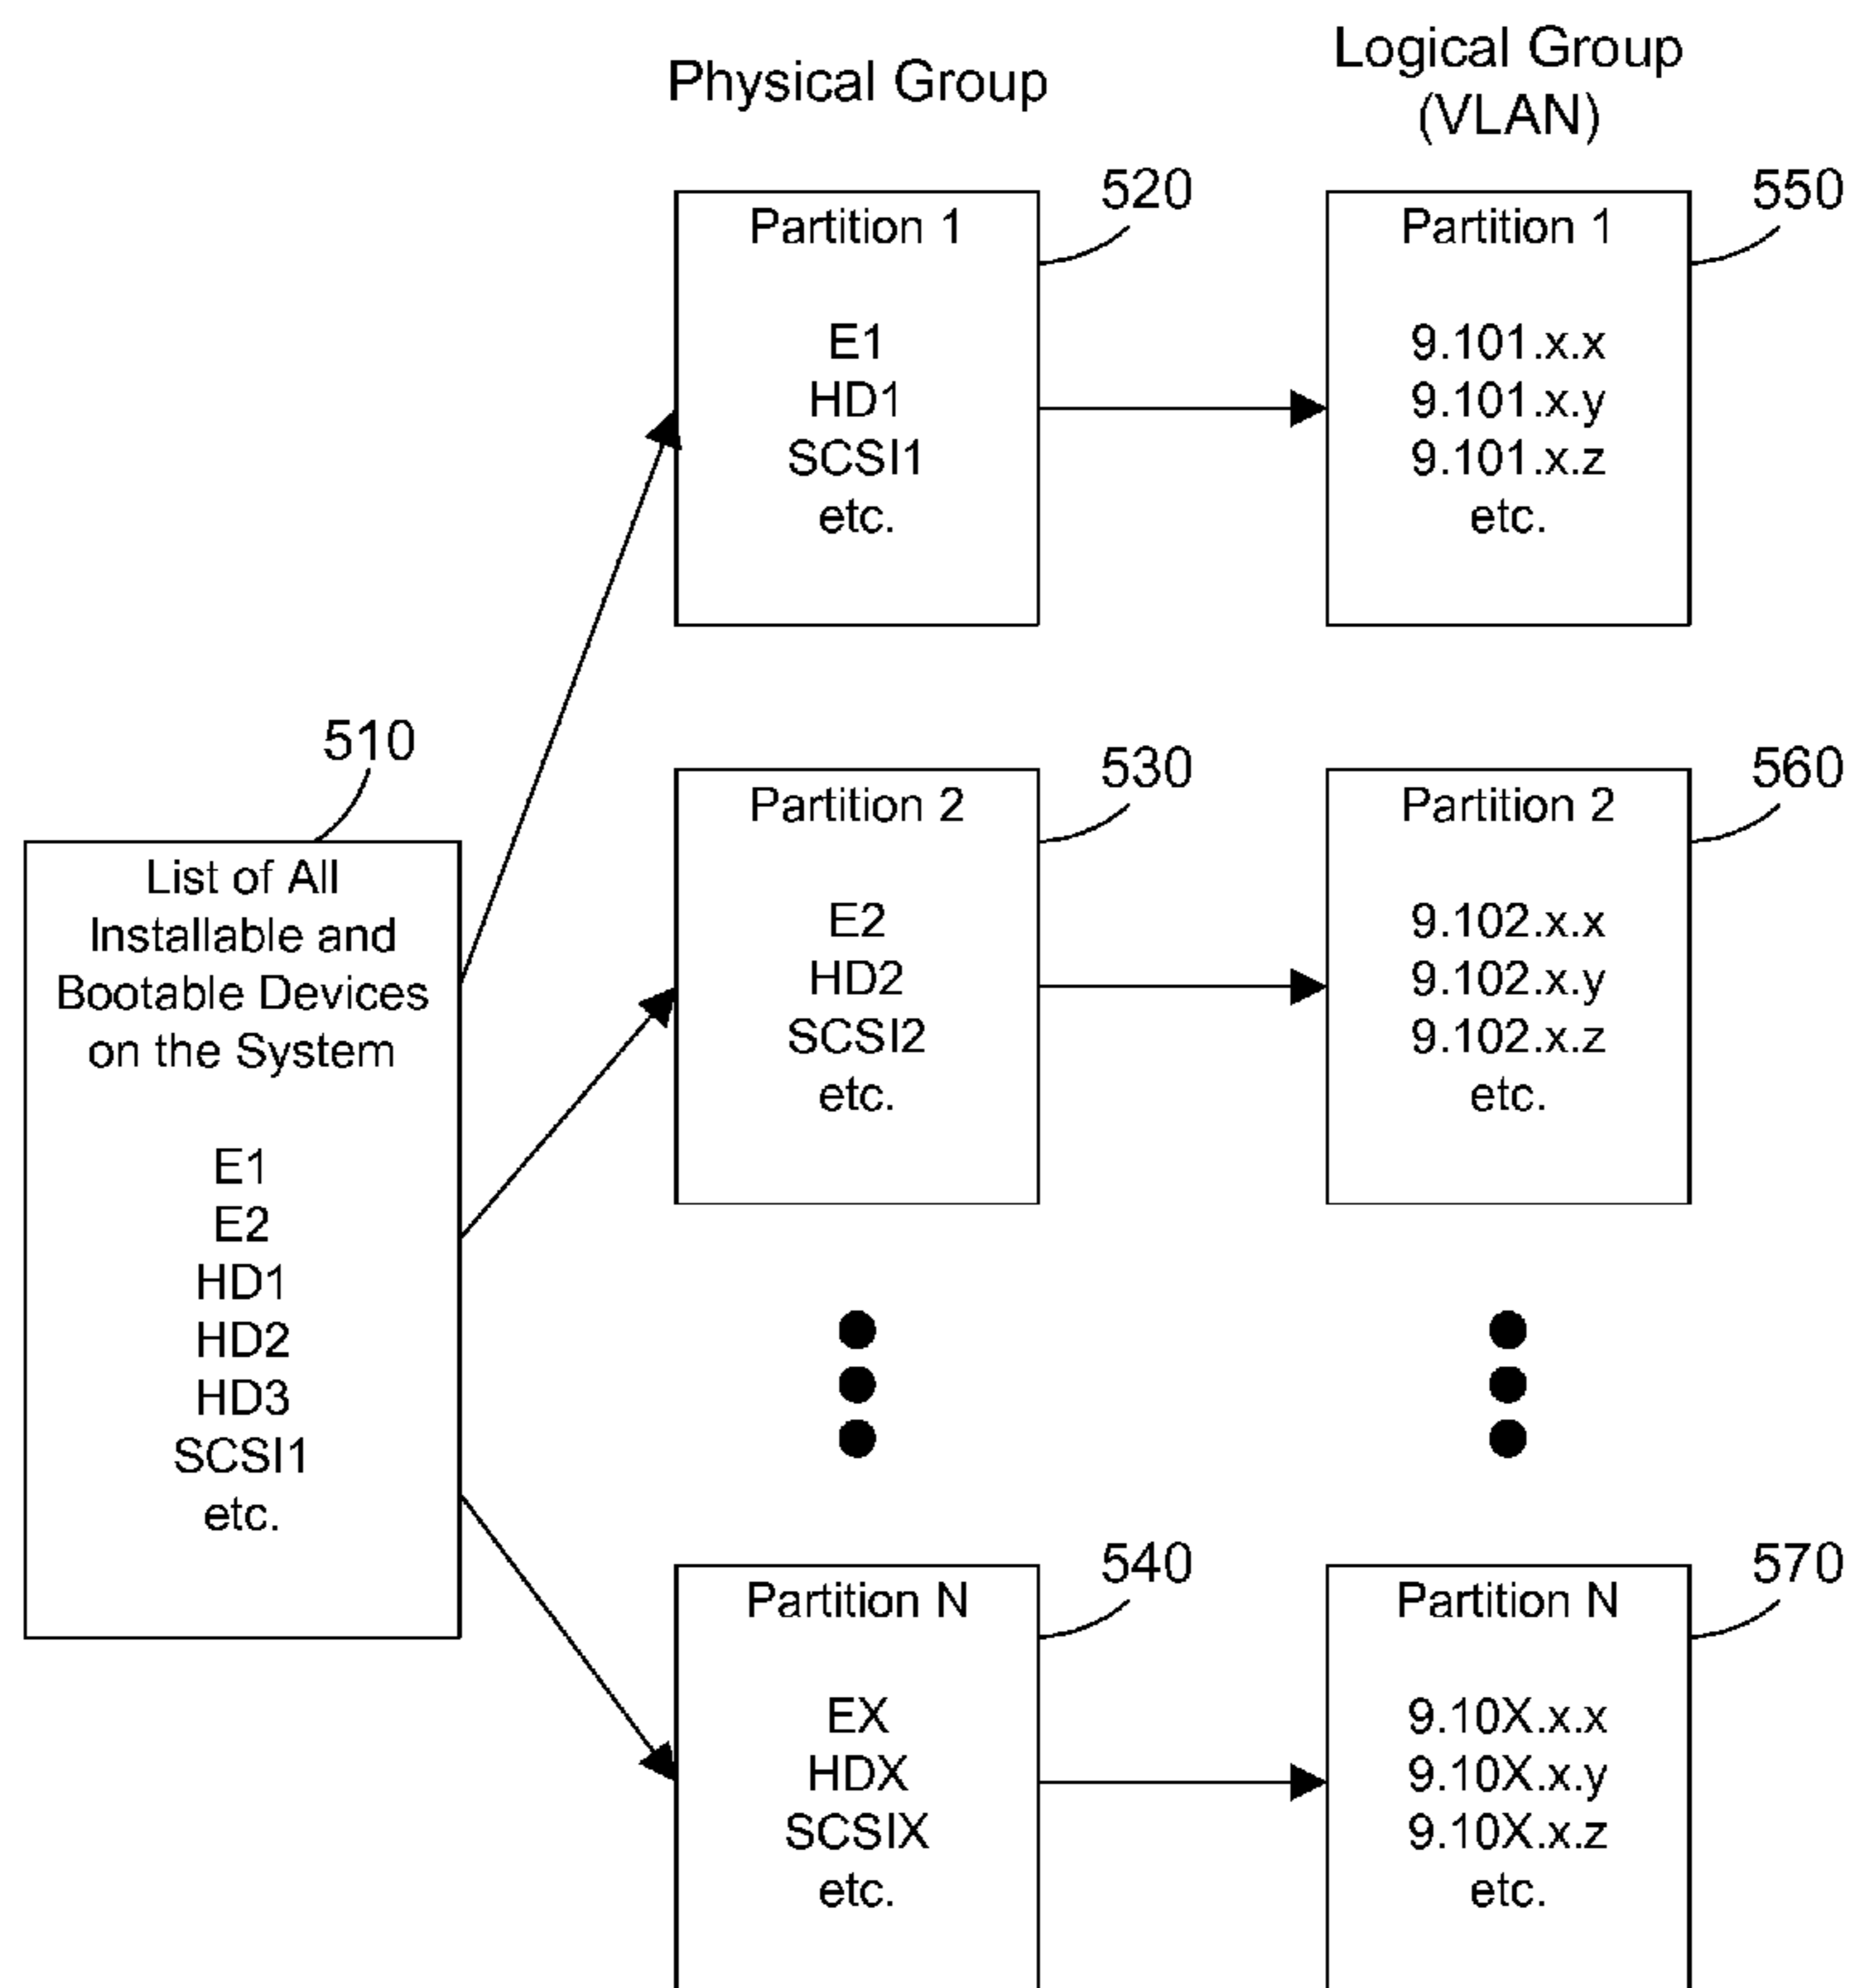 Physical Group
Logical Group
(VLAN)
520
Partition 1
E1
HD1
SCSI1
etc.
550
Partition 1
9.101.x.x
9.101.x.y
9.101.x.z
etc.
510
List of All
Installable and
Bootable Devices
on the System
E1
E2
HD1
HD2
HD3
SCSI1
etc.
530
Partition 2
E2
HD2
SCSI2
etc.
560
Partition 2
9.102.x.x
9.102.x.y
9.102.x.z
etc.
540
Partition N
EX
HDX
SCSIX
etc.
570
Partition N
9.10X.x.x
9.10X.x.y
9.10X.x.z
etc.